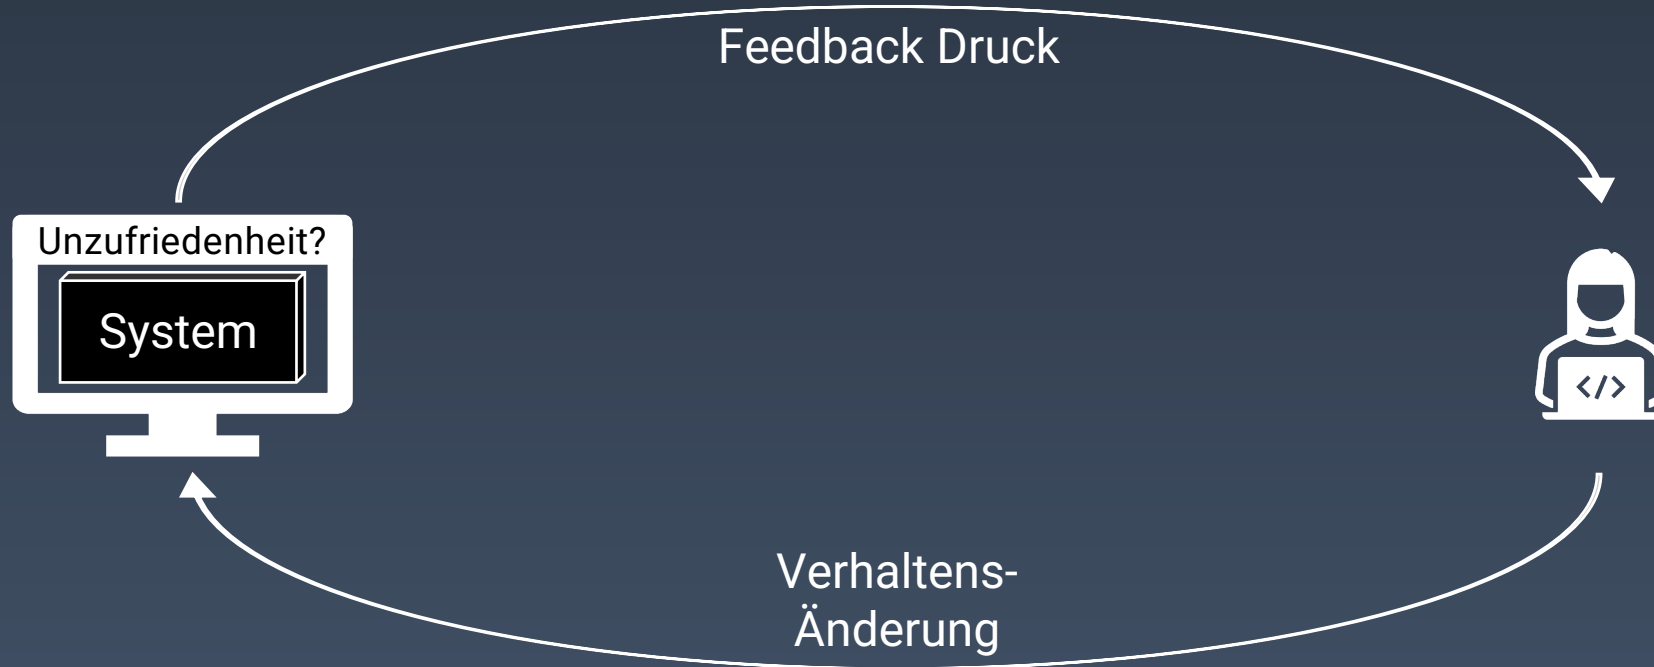 Feedback Druck
Unzufriedenheit?
System
</>
Verhaltens-
Änderung